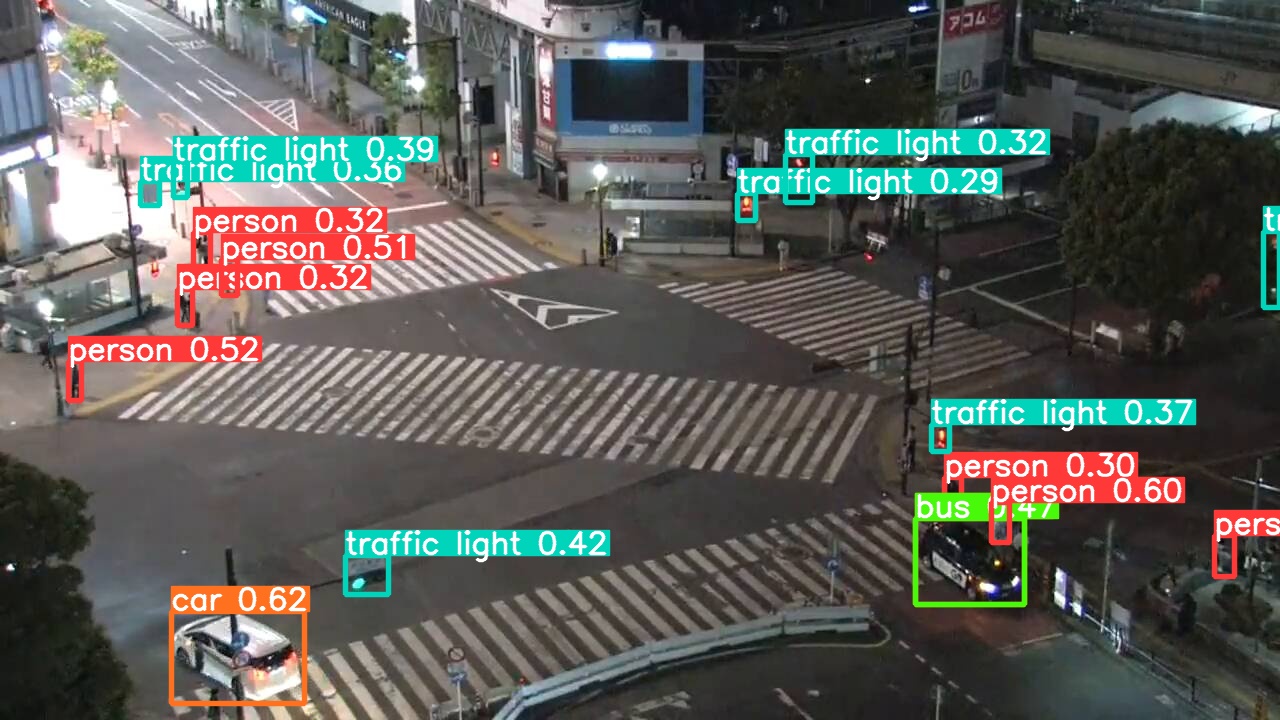 AMERICAN EAGLE
アコム
traffic light 0.32
traffic light 0.39
traffic light 0.36
traffic light 0.29
person 0.32
person 0.51
person 0.32
person 0.52
traffic light 0.37
person 0.30
person 0.60
bus 0.47
pers
traffic light 0.42
car 0.62